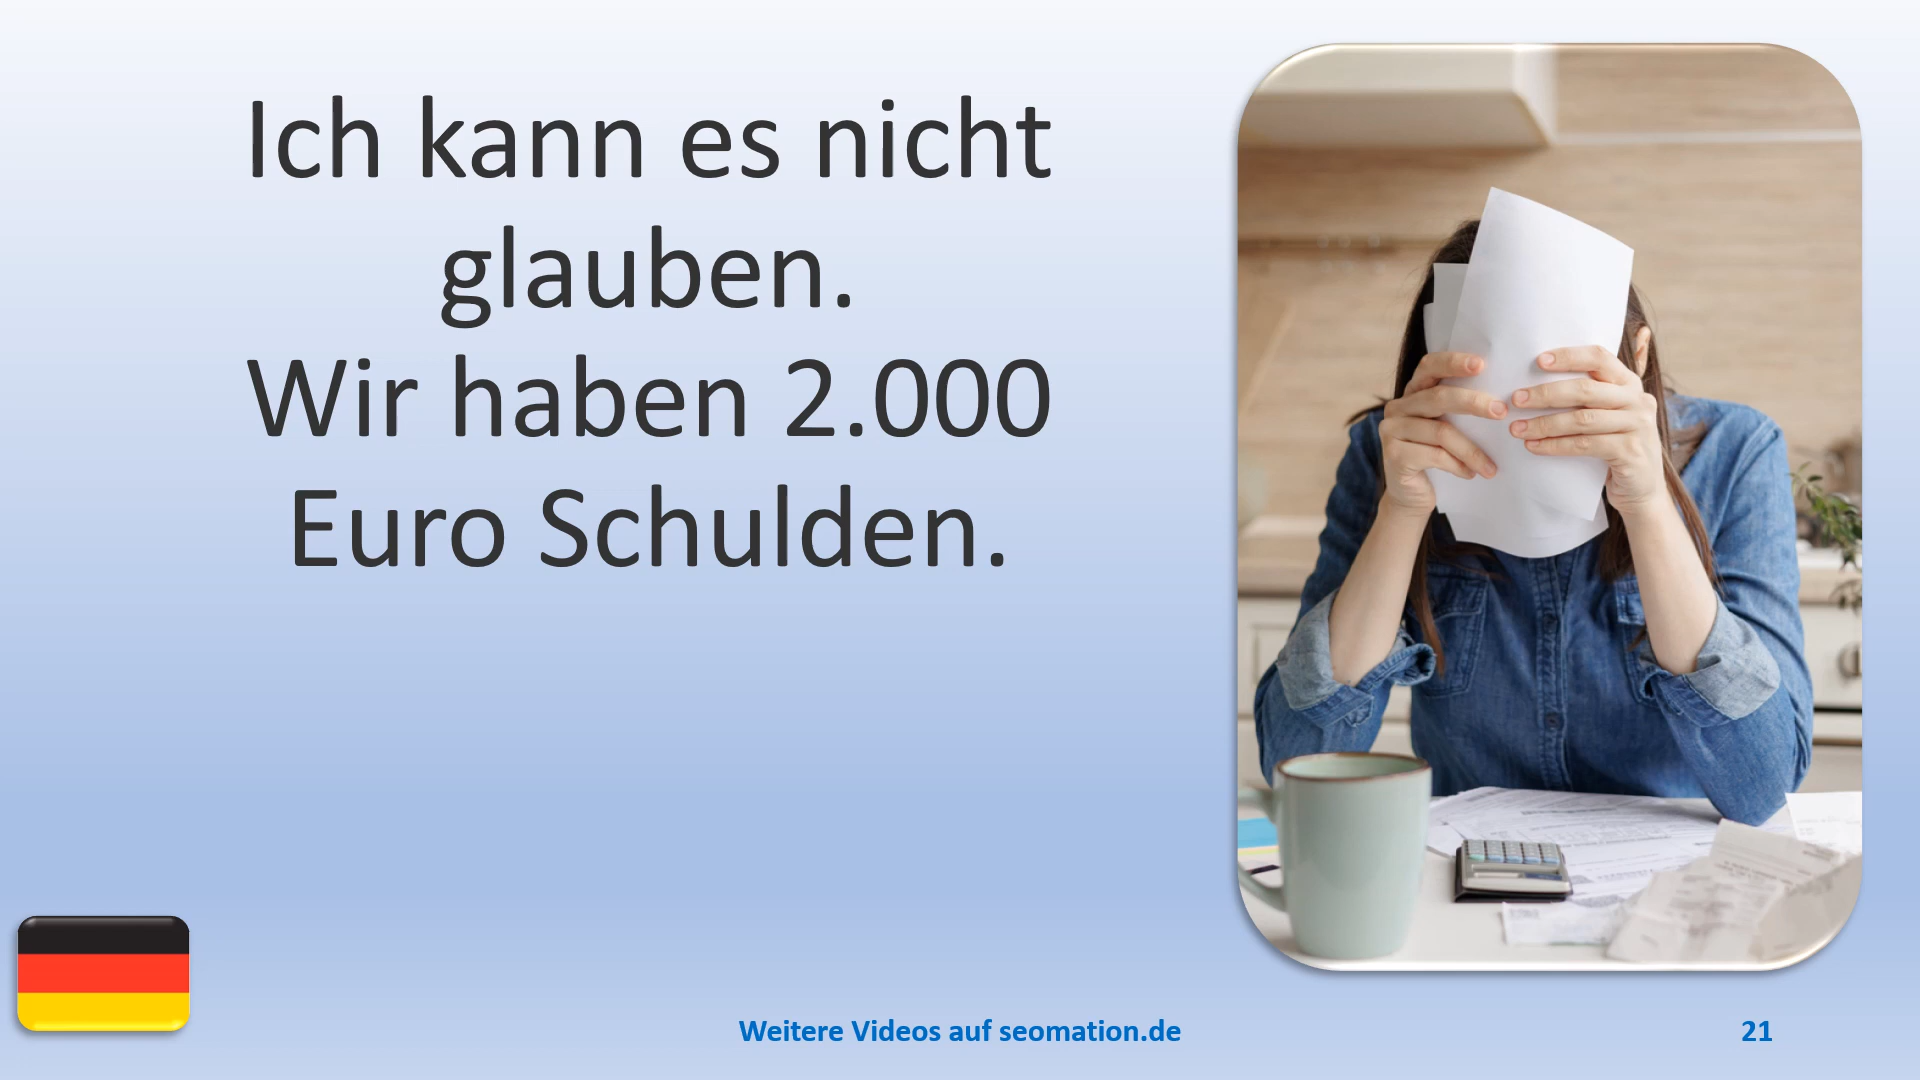 Ich kann es nicht
glauben.
Wir haben 2.000
Euro Schulden.
Weitere Videos auf seomation.de
21